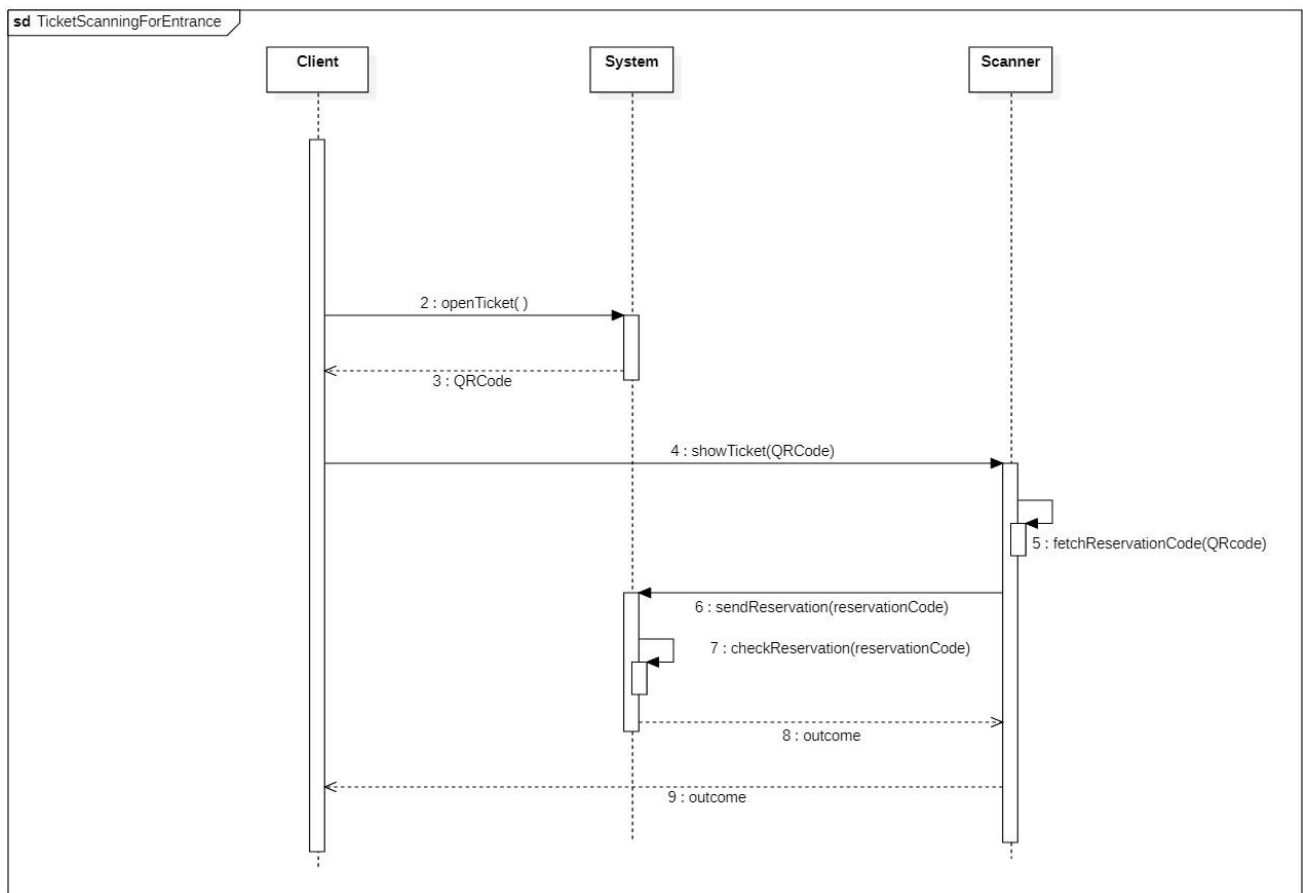 sd TicketScanningForEntrance
Client
System
Scanner
2 : openTicket( )
3 : QRCode
4 : showTicket(QRCode)
5 : fetchReservationCode(QRcode)
6 : sendReservation(reservationCode)
7 : checkReservation(reservationCode)
8 : outcome
9 : outcome